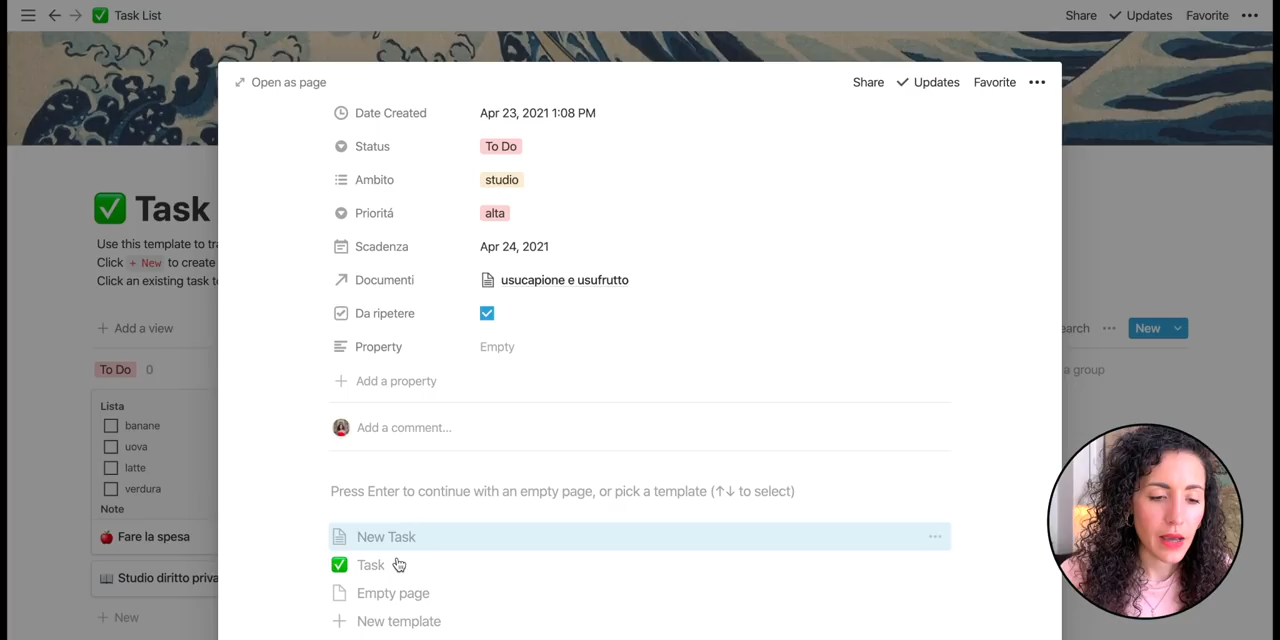 Task List
Share Updates Favorite
Open as page
Share Updates Favorite
Date Created Apr 23, 2021 1:08 PM
Status To Do
Ambito studio
Prioritá alta
Scadenza Apr 24, 2021
Documenti usucapione e usufrutto
Da ripetere
Property Empty
+ Add a property
Add a comment...
Press Enter to continue with an empty page, or pick a template (↑↓ to select)
New Task
Task
Empty page
+ New template
Task
Use this template to
Click + New to create
Click an existing task
+ Add a view
New
To Do 0
a group
Lista
banane
uova
latte
verdura
Note
Fare la spesa
Studio diritto
+ New